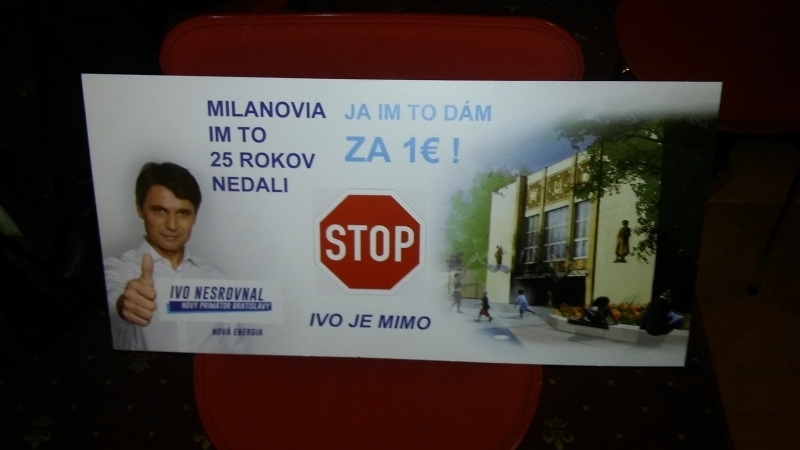 MILANOVIA
IM TO
25 ROKOV
NEDALI
JA IM TO DÁM
ZA 1€ !
STOP
IVO NESROVNAL
NOVÝ PRIMÁTOR BRATISLAVY
NOVÁ ENERGIA
IVO JE MIMO